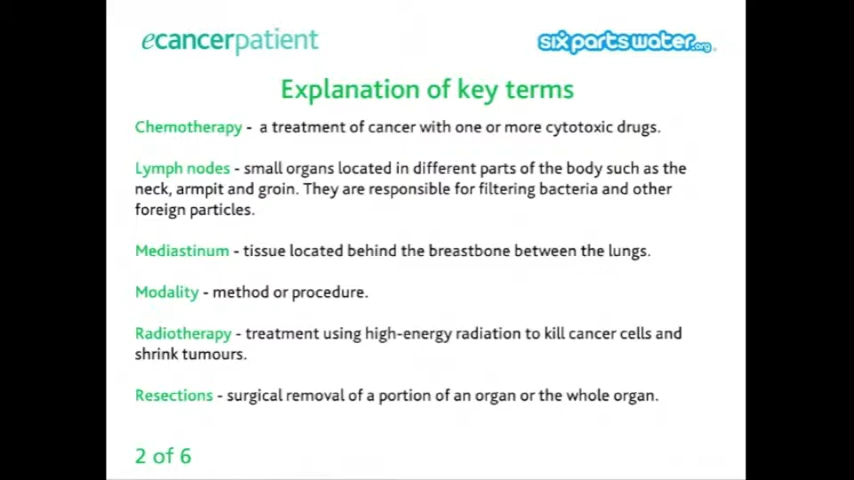 ecancerpatient
sixpartswater.org
Explanation of key terms
Chemotherapy - a treatment of cancer with one or more cytotoxic drugs.
Lymph nodes - small organs located in different parts of the body such as the
neck, armpit and groin. They are responsible for filtering bacteria and other
foreign particles.
Mediastinum - tissue located behind the breastbone between the lungs.
Modality - method or procedure.
Radiotherapy - treatment using high-energy radiation to kill cancer cells and
shrink tumours.
Resections - surgical removal of a portion of an organ or the whole organ.
2 of 6